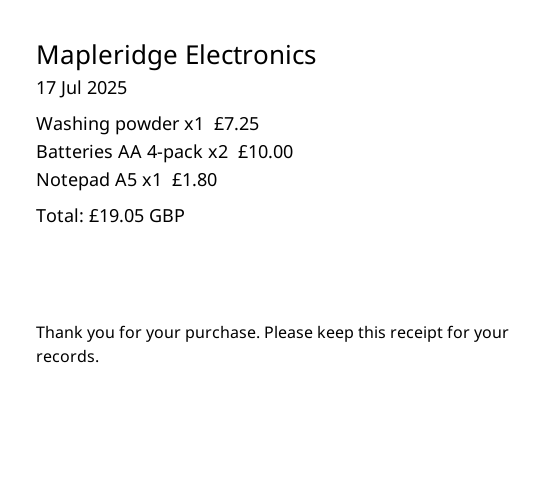 Mapleridge Electronics
17 Jul 2025
Washing powder x1  £7.25
Batteries AA 4-pack x2  £10.00
Notepad A5 x1  £1.80
Total: £19.05 GBP
Thank you for your purchase. Please keep this receipt for your
records.